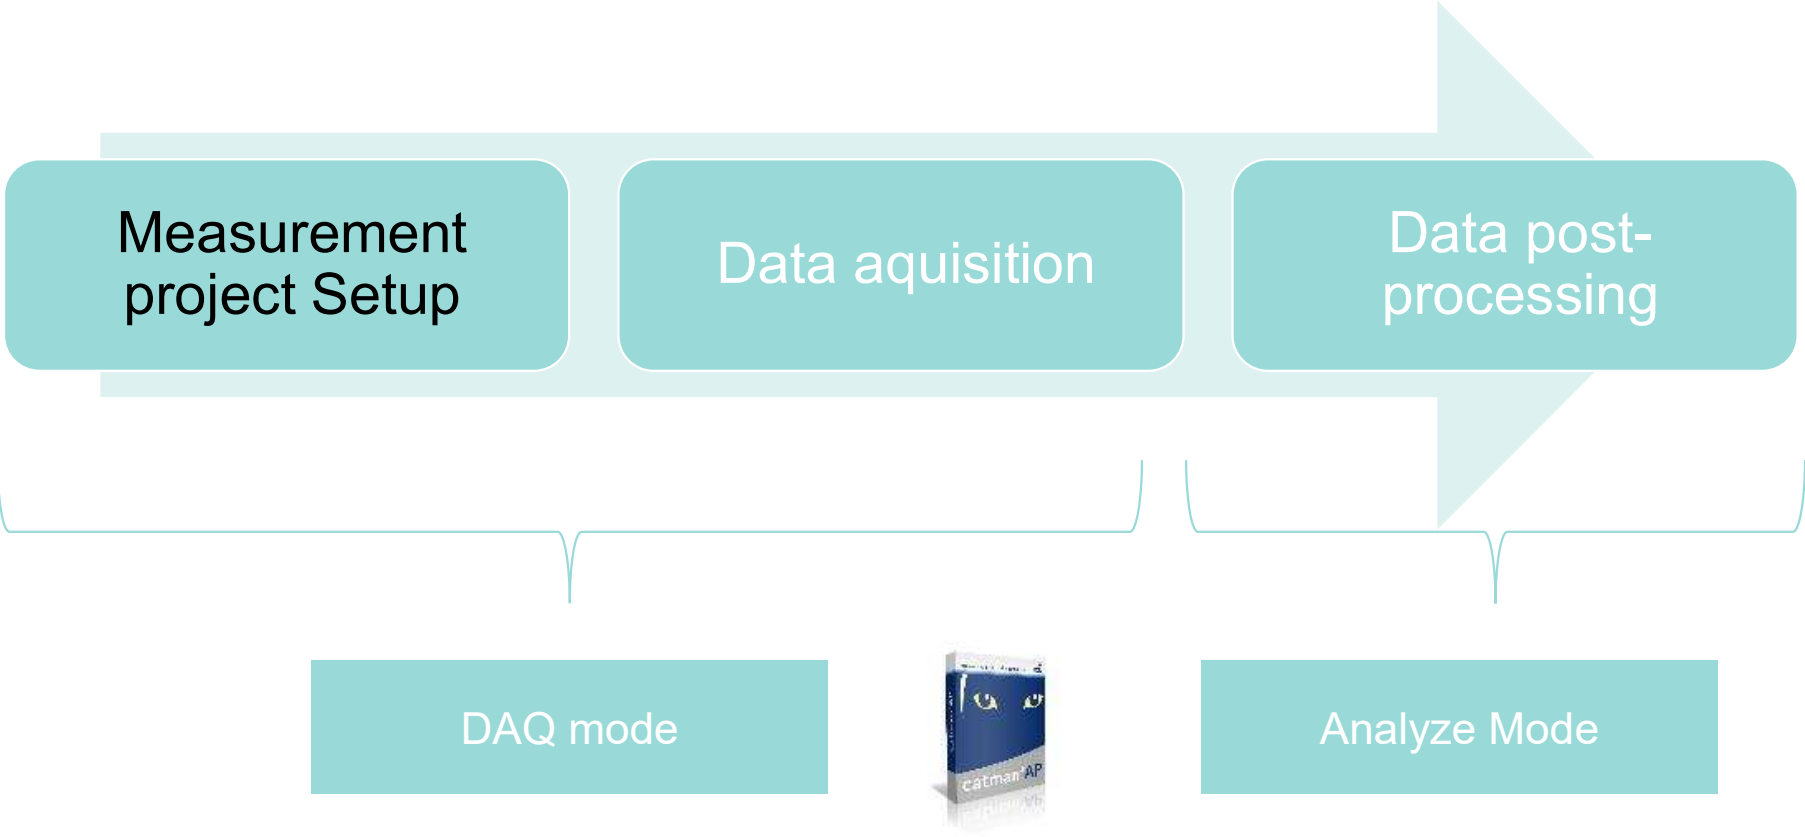 Measurement
project Setup
Data aquisition
Data post-
processing
DAQ mode
catman AP
Analyze Mode